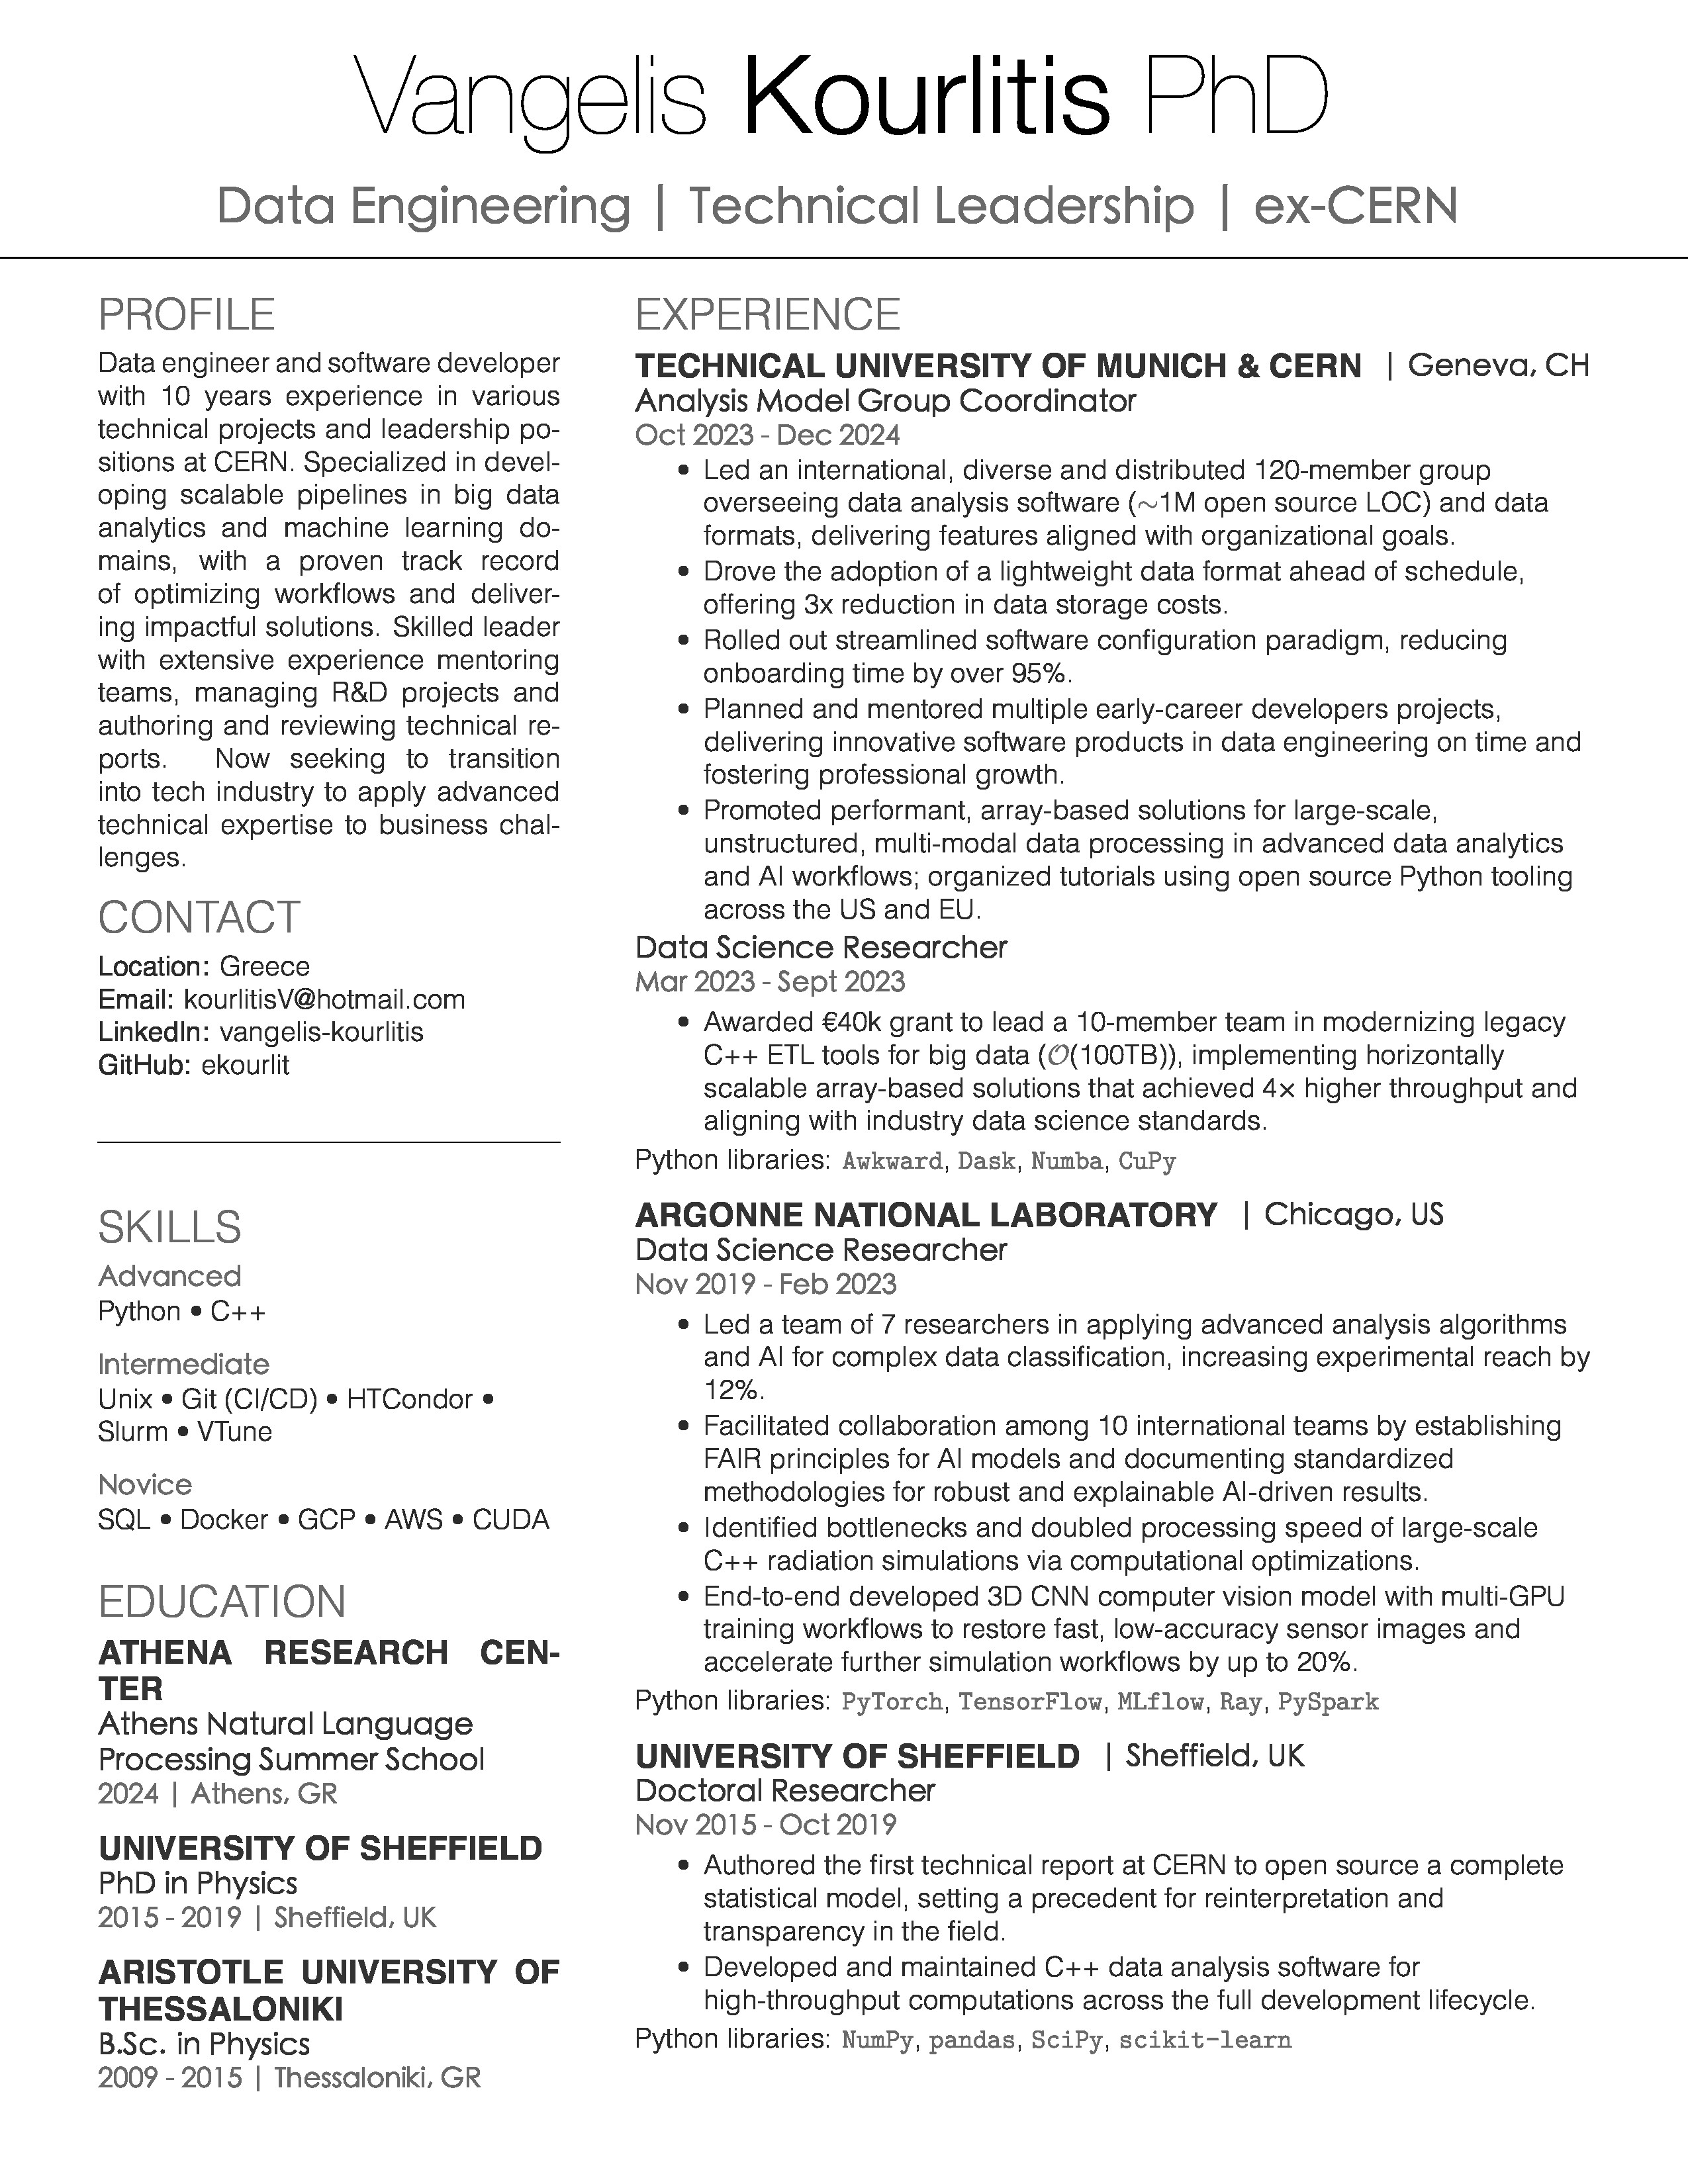 Vangelis Kourlitis PhD
Data Engineering | Technical Leadership | ex-CERN
PROFILE
Data engineer and software developer
with 10 years experience in various
technical projects and leadership po-
sitions at CERN. Specialized in devel-
oping scalable pipelines in big data
analytics and machine learning do-
mains, with a proven track record
of optimizing workflows and deliver-
ing impactful solutions. Skilled leader
with extensive experience mentoring
teams, managing R&D projects and
authoring and reviewing technical re-
ports. Now seeking to transition
into tech industry to apply advanced
technical expertise to business chal-
lenges.
CONTACT
Location: Greece
Email: kourlitisV@hotmail.com
LinkedIn: vangelis-kourlitis
GitHub: ekourlit
SKILLS
Advanced
Python • C++
Intermediate
Unix • Git (CI/CD) • HTCondor •
Slurm • VTune
Novice
SQL • Docker • GCP • AWS • CUDA
EDUCATION
ATHENA RESEARCH CEN-
TER
Athens Natural Language
Processing Summer School
2024 | Athens, GR
UNIVERSITY OF SHEFFIELD
PhD in Physics
2015 - 2019 | Sheffield, UK
ARISTOTLE UNIVERSITY OF
THESSALONIKI
B.Sc. in Physics
2009 - 2015 | Thessaloniki, GR
EXPERIENCE
TECHNICAL UNIVERSITY OF MUNICH & CERN | Geneva, CH
Analysis Model Group Coordinator
Oct 2023 - Dec 2024
• Led an international, diverse and distributed 120-member group
overseeing data analysis software (∼1M open source LOC) and data
formats, delivering features aligned with organizational goals.
• Drove the adoption of a lightweight data format ahead of schedule,
offering 3x reduction in data storage costs.
• Rolled out streamlined software configuration paradigm, reducing
onboarding time by over 95%.
• Planned and mentored multiple early-career developers projects,
delivering innovative software products in data engineering on time and
fostering professional growth.
• Promoted performant, array-based solutions for large-scale,
unstructured, multi-modal data processing in advanced data analytics
and AI workflows; organized tutorials using open source Python tooling
across the US and EU.
Data Science Researcher
Mar 2023 - Sept 2023
• Awarded €40k grant to lead a 10-member team in modernizing legacy
C++ ETL tools for big data (𝒪(100TB)), implementing horizontally
scalable array-based solutions that achieved 4× higher throughput and
aligning with industry data science standards.
Python libraries: Awkward, Dask, Numba, CuPy
ARGONNE NATIONAL LABORATORY | Chicago, US
Data Science Researcher
Nov 2019 - Feb 2023
• Led a team of 7 researchers in applying advanced analysis algorithms
and AI for complex data classification, increasing experimental reach by
12%.
• Facilitated collaboration among 10 international teams by establishing
FAIR principles for AI models and documenting standardized
methodologies for robust and explainable AI-driven results.
• Identified bottlenecks and doubled processing speed of large-scale
C++ radiation simulations via computational optimizations.
• End-to-end developed 3D CNN computer vision model with multi-GPU
training workflows to restore fast, low-accuracy sensor images and
accelerate further simulation workflows by up to 20%.
Python libraries: PyTorch, TensorFlow, MLflow, Ray, PySpark
UNIVERSITY OF SHEFFIELD | Sheffield, UK
Doctoral Researcher
Nov 2015 - Oct 2019
• Authored the first technical report at CERN to open source a complete
statistical model, setting a precedent for reinterpretation and
transparency in the field.
• Developed and maintained C++ data analysis software for
high-throughput computations across the full development lifecycle.
Python libraries: NumPy, pandas, SciPy, scikit-learn